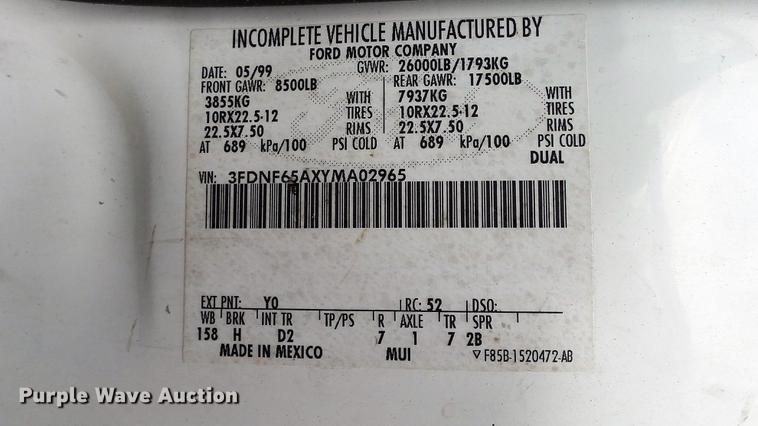 INCOMPLETE VEHICLE MANUFACTURED BY
FORD MOTOR COMPANY
DATE: 05/99 GVWR: 26000LB/1793KG
FRONT GAWR: 8500LB REAR GAWR: 17500LB
3855KG WITH 7937KG WITH
10RX22.5-12 TIRES 10RX22.5-12 TIRES
22.5X7.50 RIMS 22.5X7.50 RIMS
AT 689 kPa/100 PSI COLD AT 689 kPa/100 PSI COLD
DUAL
VIN: 3FDNF65AXYMA02965
EXT PNT: Y0 RC: 52 DSO:
WB BRK INT TR TP/PS R AXLE TR SPR
158 H D2 7 1 7 2B
MADE IN MEXICO MUI F85B-1520472-AB
Purple Wave Auction